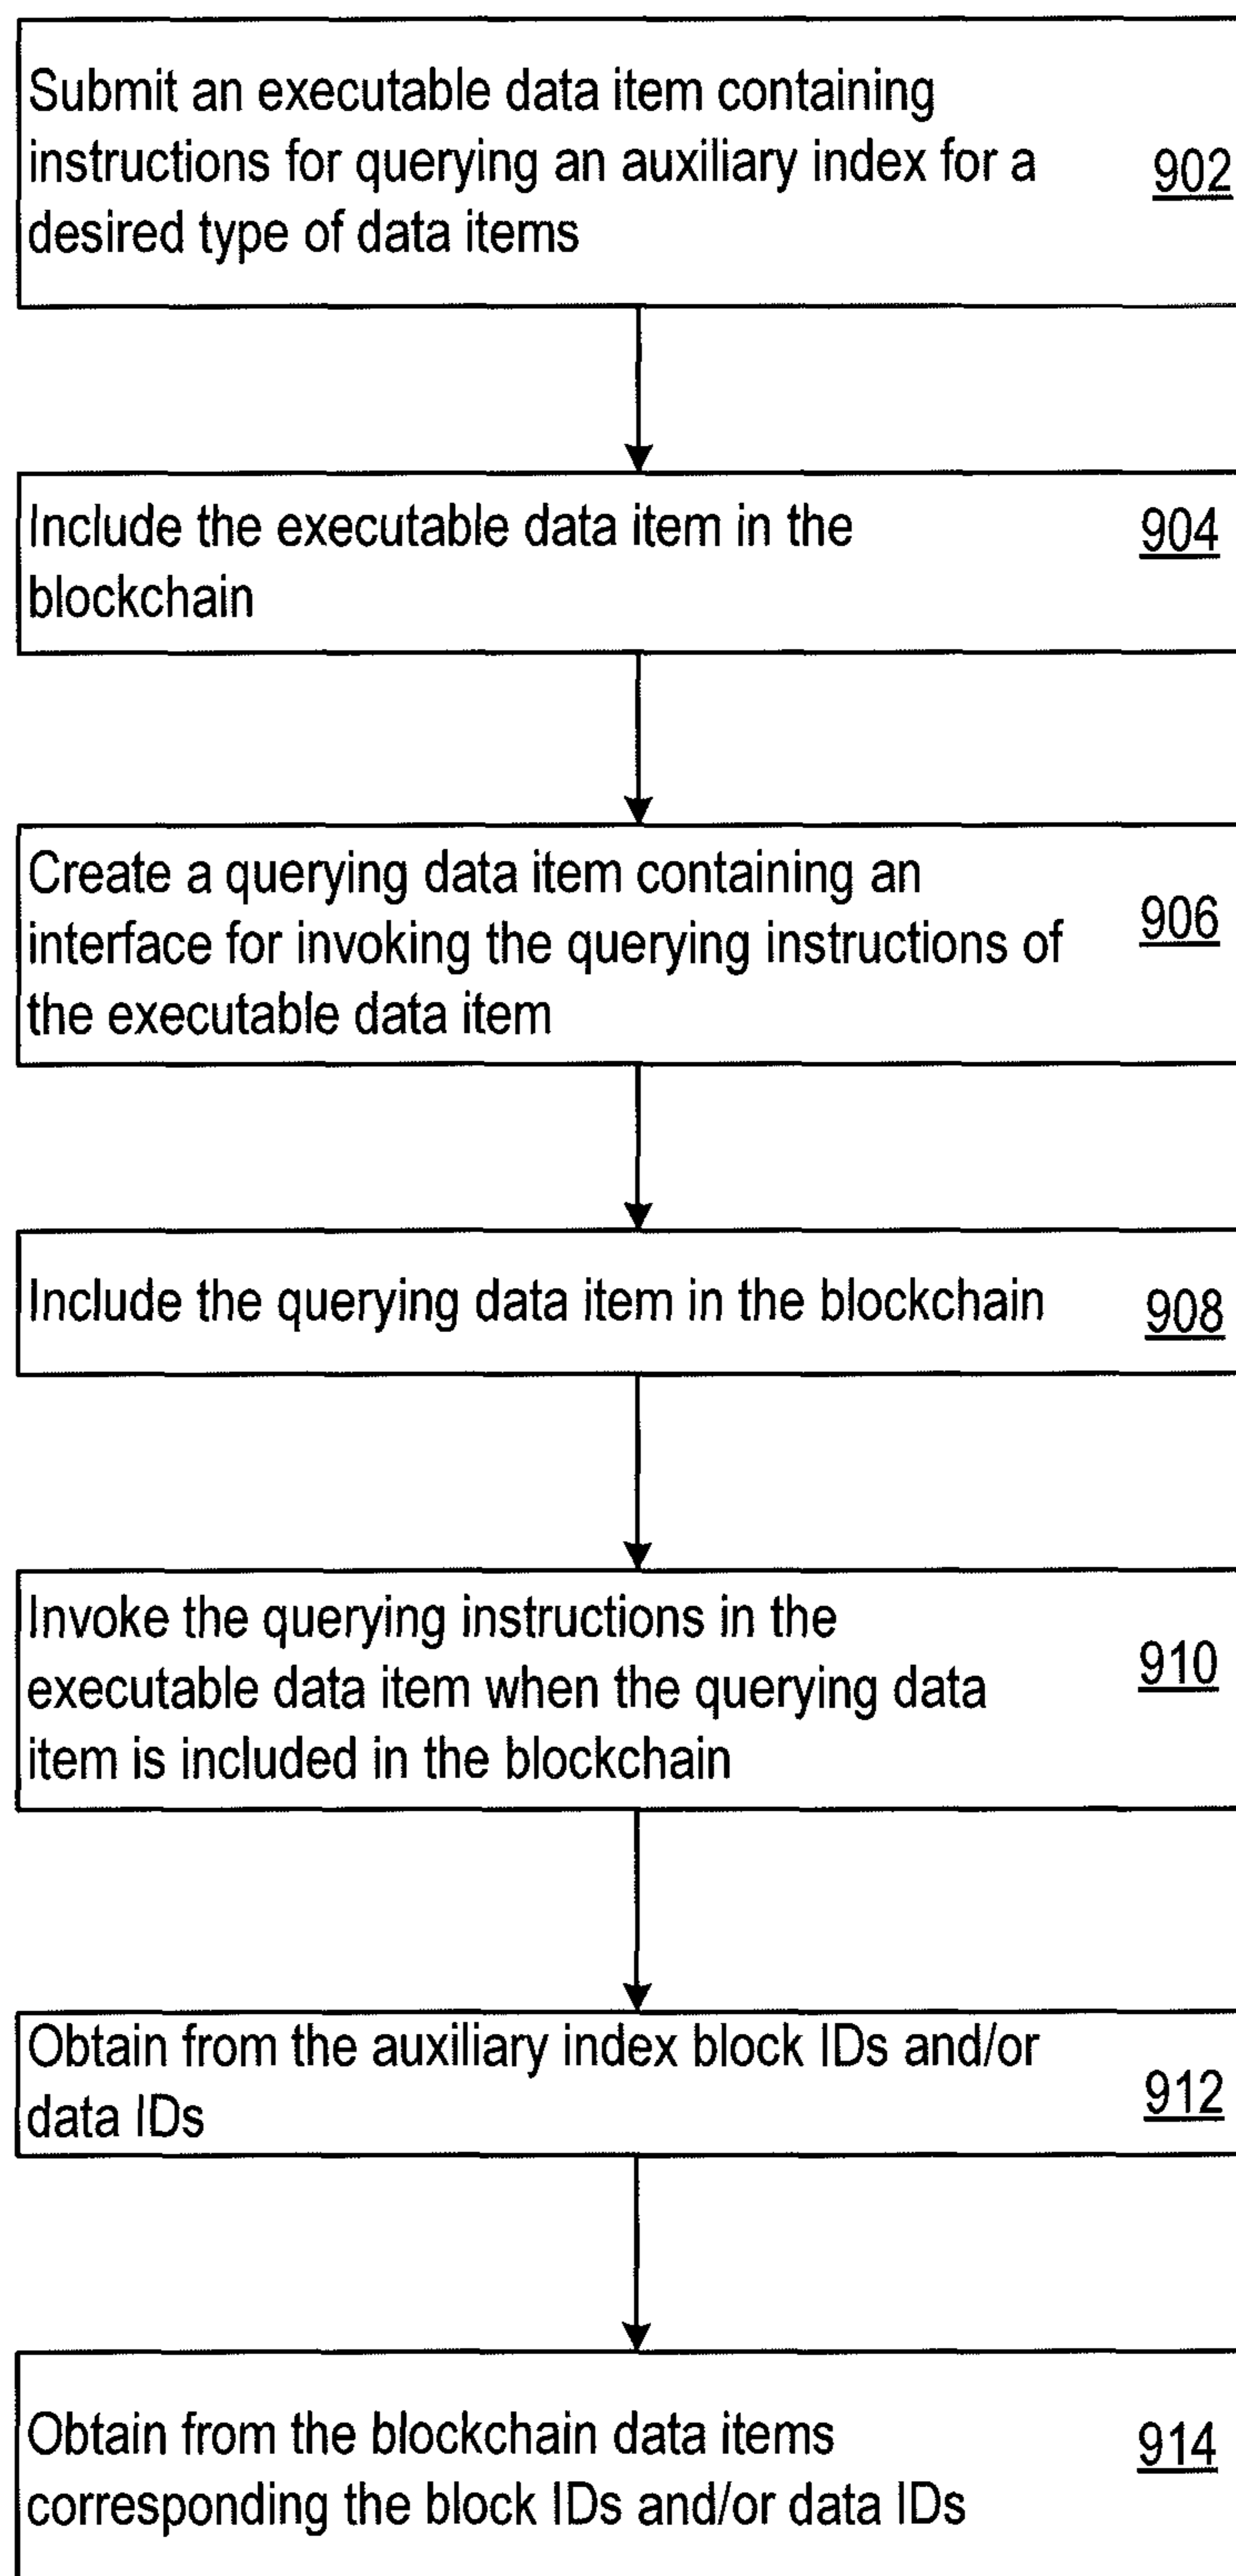 Submit an executable data item containing
instructions for querying an auxiliary index for a
902
desired type of data items
Include the executable data item in the
904
blockchain
Create a querying data item containing an
906
interface for invoking the querying instructions of
the executable data item
Include the querying data item in the blockchain
908
Invoke the querying instructions in the
910
executable data item when the querying data
item is included in the blockchain
Obtain from the auxiliary index block IDs and/or
912
data IDs
Obtain from the blockchain data items
914
corresponding the block IDs and/or data IDs